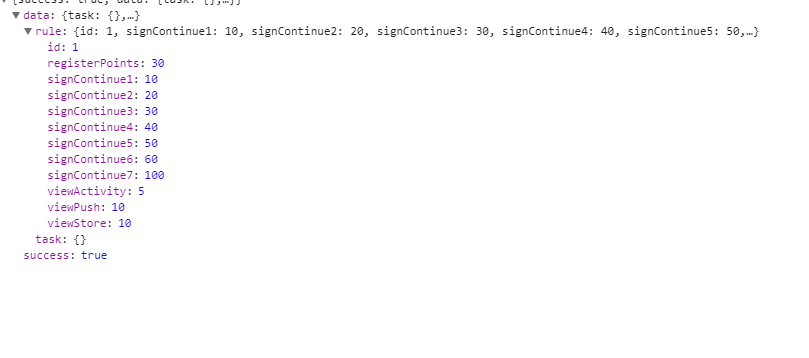 {success: true, data: {task: {},…}}
data: {task: {},…}
rule: {id: 1, signContinue1: 10, signContinue2: 20, signContinue3: 30, signContinue4: 40, signContinue5: 50,…}
id: 1
registerPoints: 30
signContinue1: 10
signContinue2: 20
signContinue3: 30
signContinue4: 40
signContinue5: 50
signContinue6: 60
signContinue7: 100
viewActivity: 5
viewPush: 10
viewStore: 10
task: {}
success: true